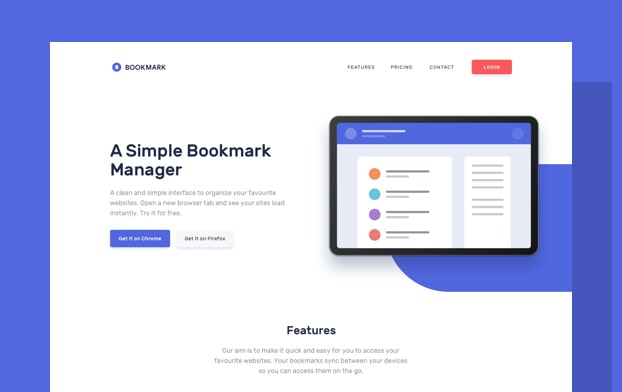 BOOKMARK
FEATURES
PRICING
CONTACT
LOGIN
A Simple Bookmark
Manager
A clean and simple interface to organize your favourite
websites. Open a new browser tab and see your sites load
instantly. Try it for free.
Get it on Chrome
Get it on Firefox
Features
Our aim is to make it quick and easy for you to access your
favourite websites. Your bookmarks sync between your devices
so you can access them on the go.